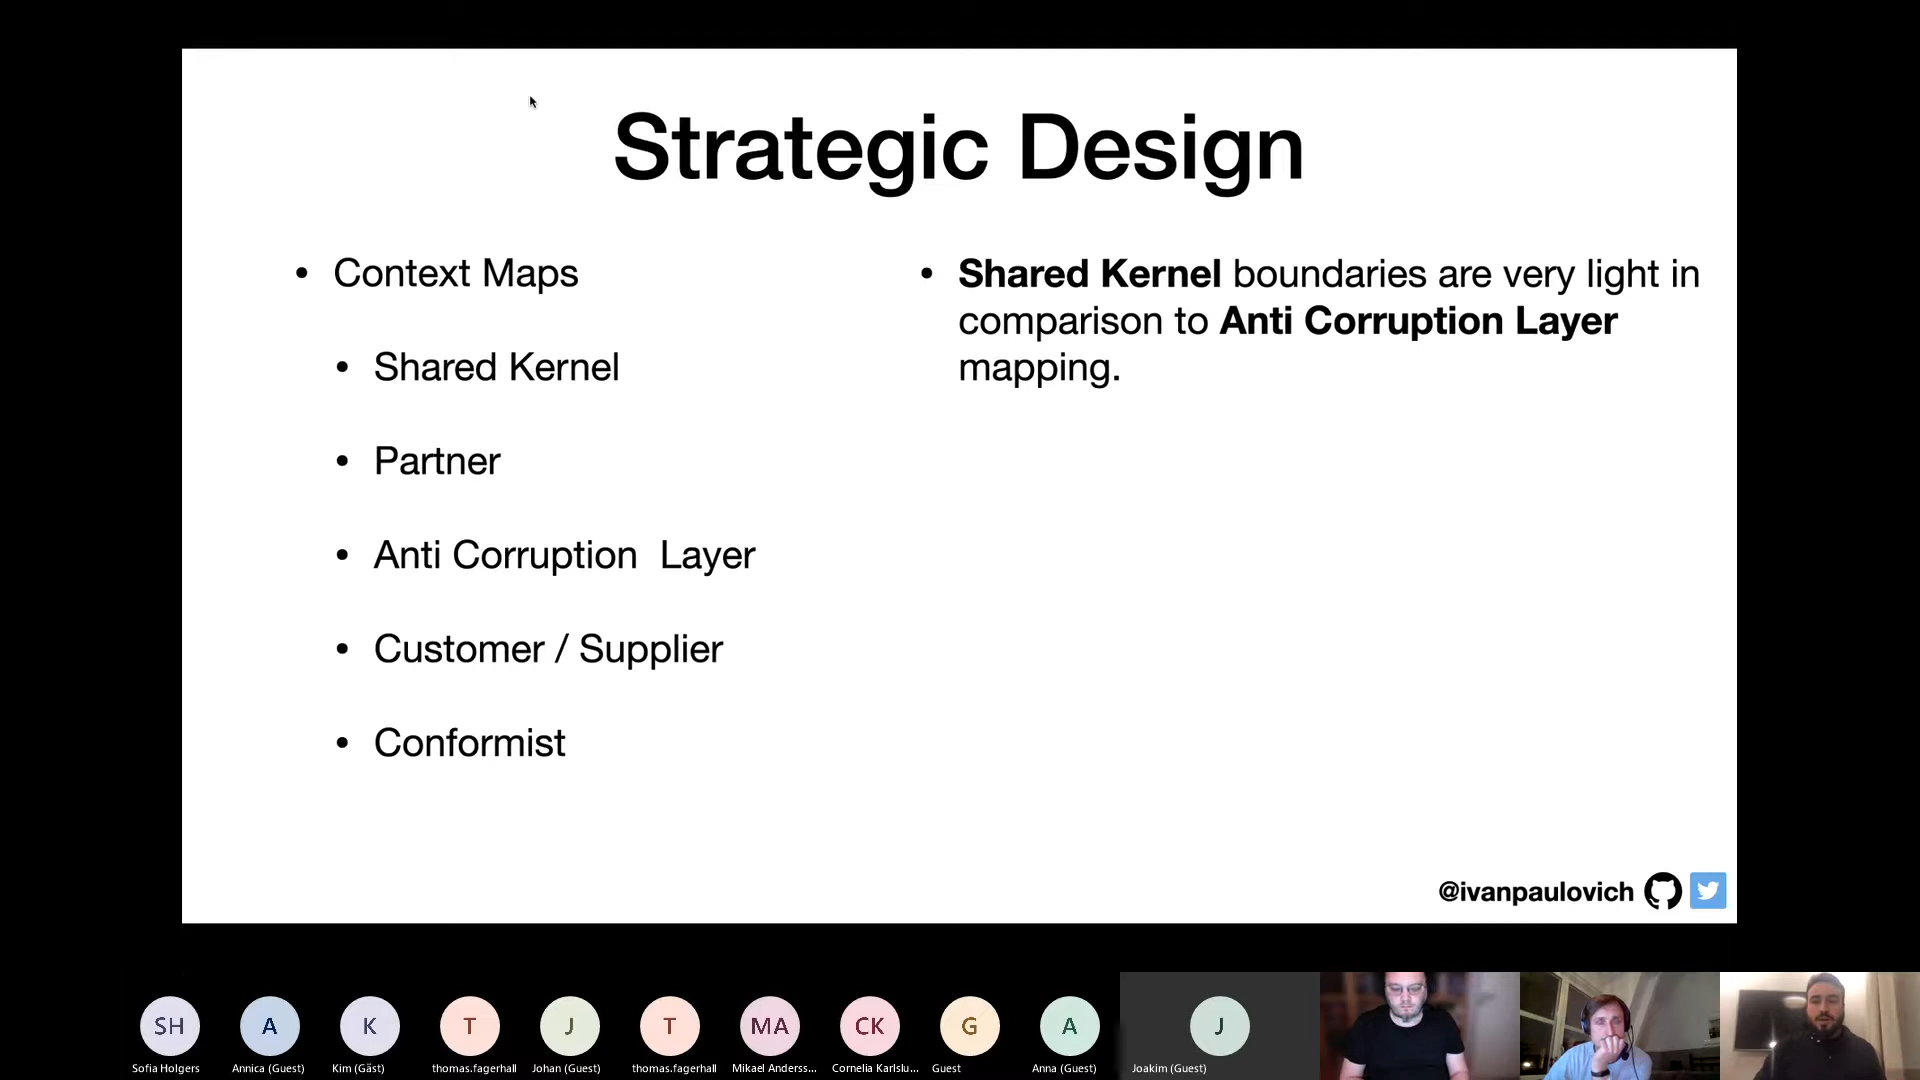 Strategic Design
• Context Maps
• Shared Kernel
• Partner
• Anti Corruption  Layer
• Customer / Supplier
• Conformist
• Shared Kernel boundaries are very light in
comparison to Anti Corruption Layer
mapping.
@ivanpaulovich
SH
A
K
T
J
T
MA
CK
G
A
J
Sofia Holgers
Annica (Guest)
Kim (Gäst)
thomas.fagerhall
Johan (Guest)
thomas.fagerhall
Mikael Anderss...
Cornelia Karlslu...
Guest
Anna (Guest)
Joakim (Guest)